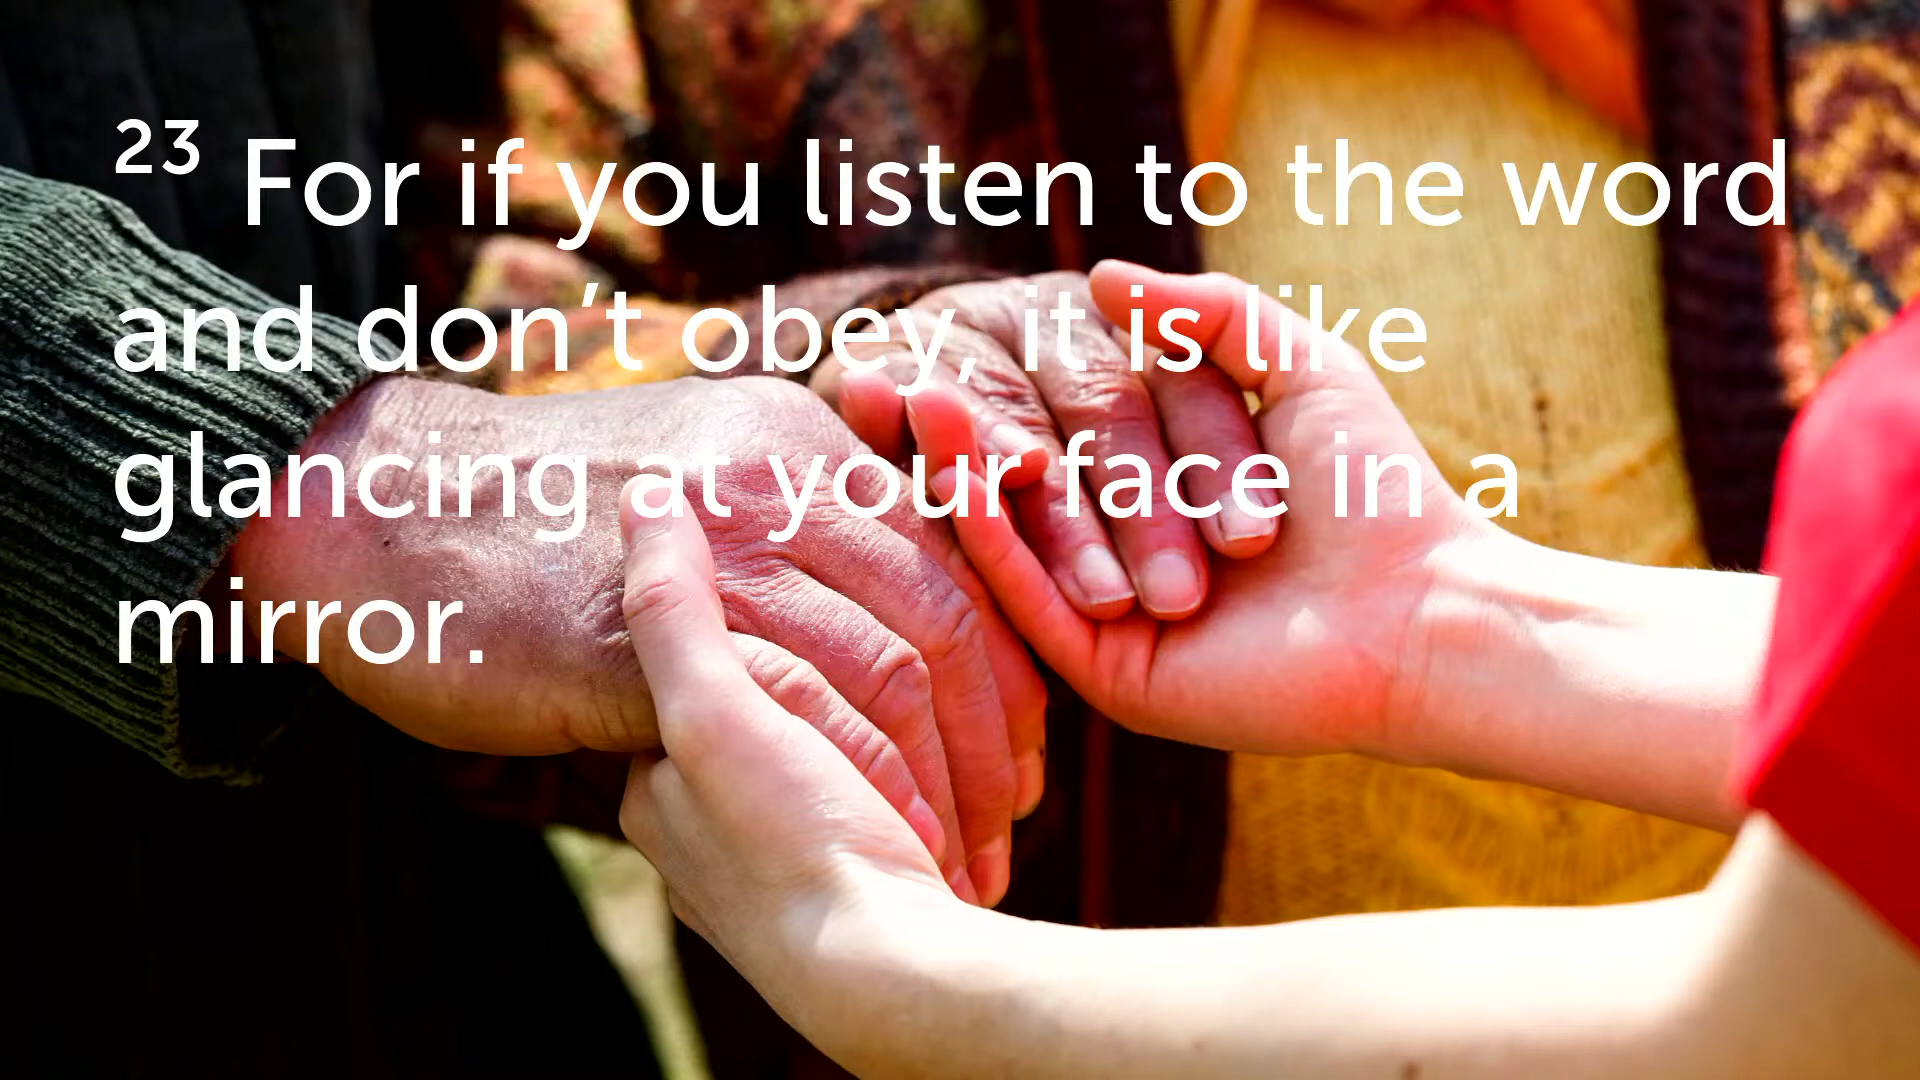 ²³ For if you listen to the word
and don’t obey, it is like
glancing at your face in a
mirror.